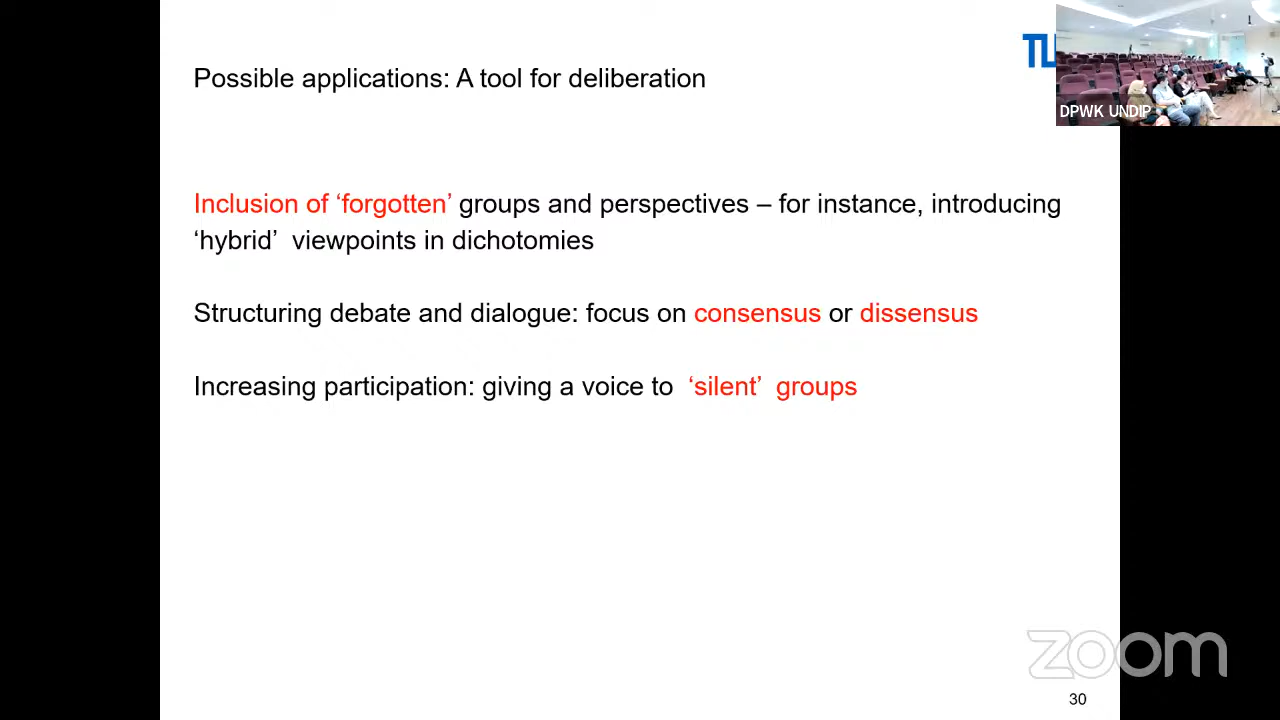 Possible applications: A tool for deliberation
TU
DPWK UNDIP
Inclusion of ‘forgotten’ groups and perspectives – for instance, introducing
‘hybrid’ viewpoints in dichotomies
Structuring debate and dialogue: focus on consensus or dissensus
Increasing participation: giving a voice to ‘silent’ groups
zoom
30